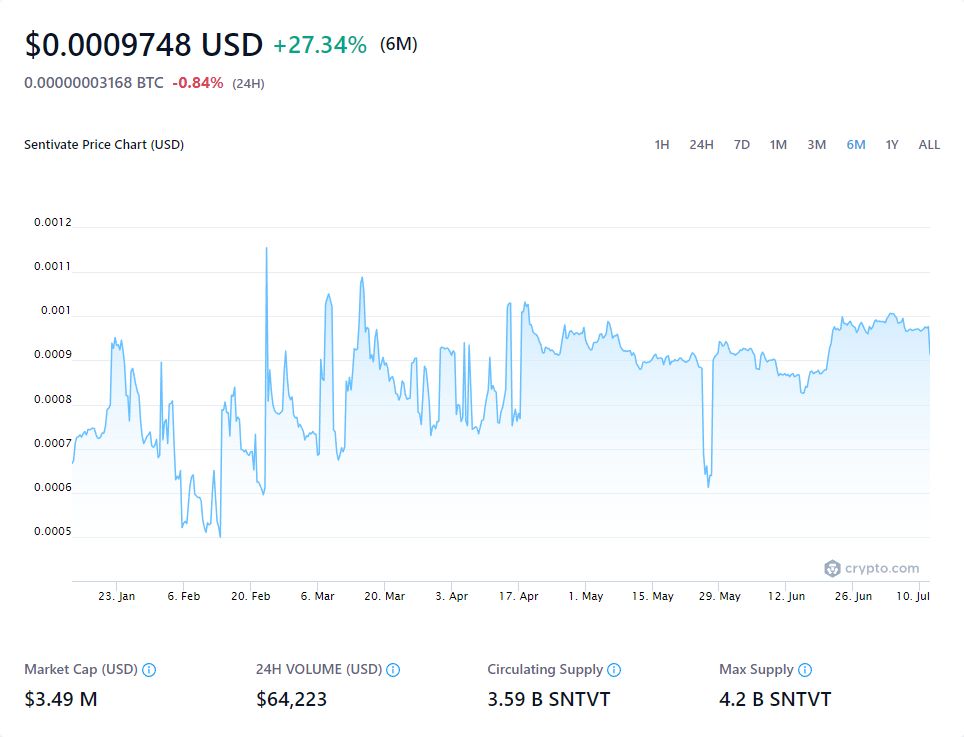 $0.0009748 USD +27.34% (6M)
0.00000003168 BTC -0.84% (24H)
Sentivate Price Chart (USD) 1H 24H 7D 1M 3M 6M 1Y ALL
0.0012
0.0011
0.001
0.0009
0.0008
0.0007
0.0006
0.0005
crypto.com
23. Jan 6. Feb 20. Feb 6. Mar 20. Mar 3. Apr 17. Apr 1. May 15. May 29. May 12. Jun 26. Jun 10. Jul
Market Cap (USD) 24H VOLUME (USD) Circulating Supply Max Supply
$3.49 M $64,223 3.59 B SNTVT 4.2 B SNTVT